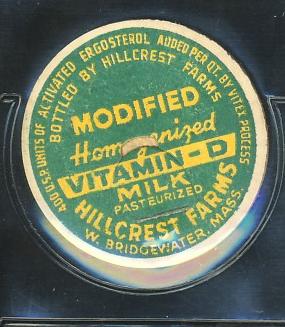 400 U.S.P. UNITS OF ACTIVATED ERGOSTEROL ADDED PER QT. BY VITEX PROCESS
BOTTLED BY HILLCREST FARMS
MODIFIED
Homogenized
VITAMIN-D
MILK
PASTEURIZED
HILLCREST FARMS
W. BRIDGEWATER, MASS.